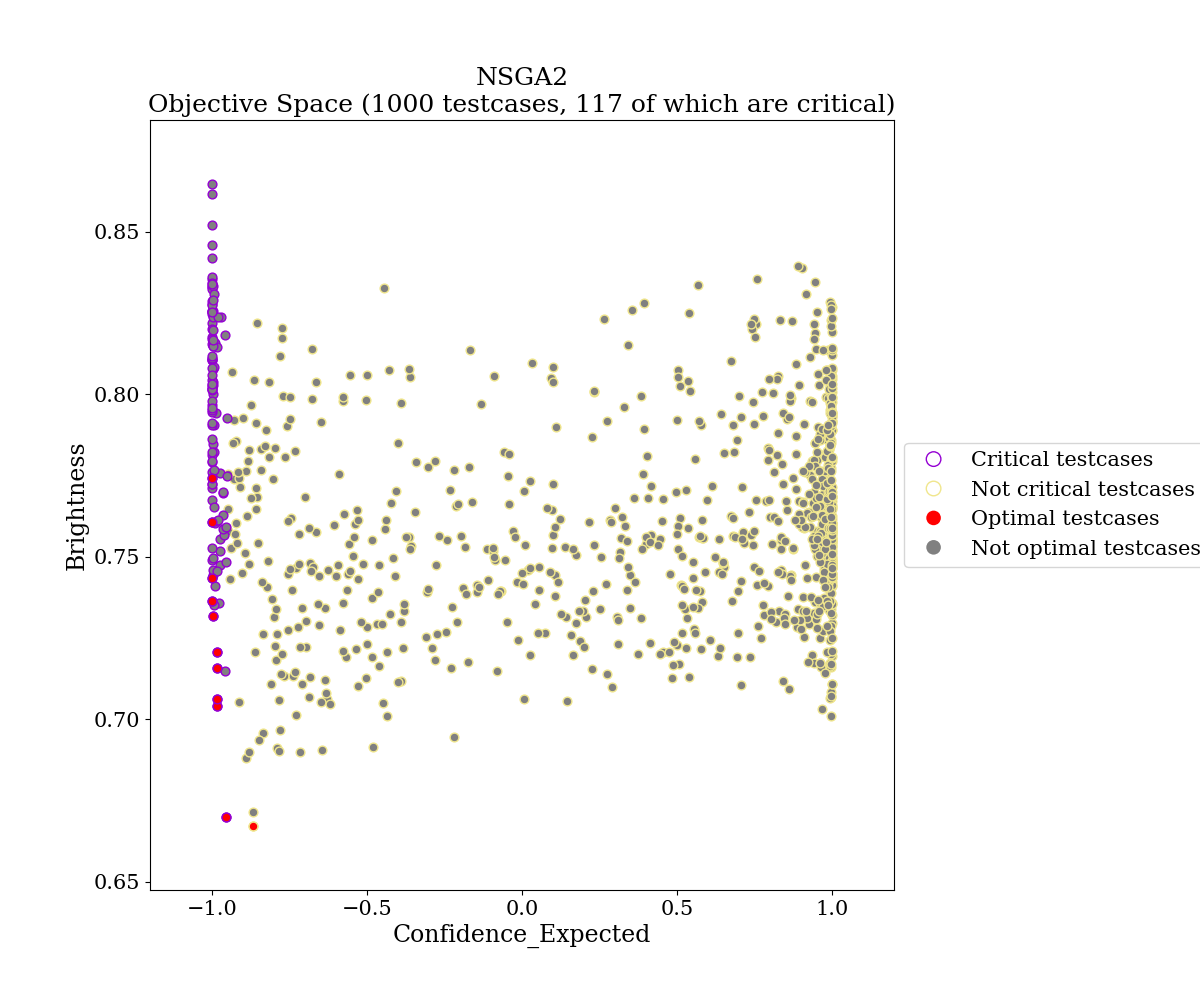 NSGA2
Objective Space (1000 testcases, 117 of which are critical)
0.85
0.80
0.75
0.70
0.65
Brightness
−1.0
−0.5
0.0
0.5
1.0
Confidence_Expected
Critical testcases
Not critical testcases
Optimal testcases
Not optimal testcases